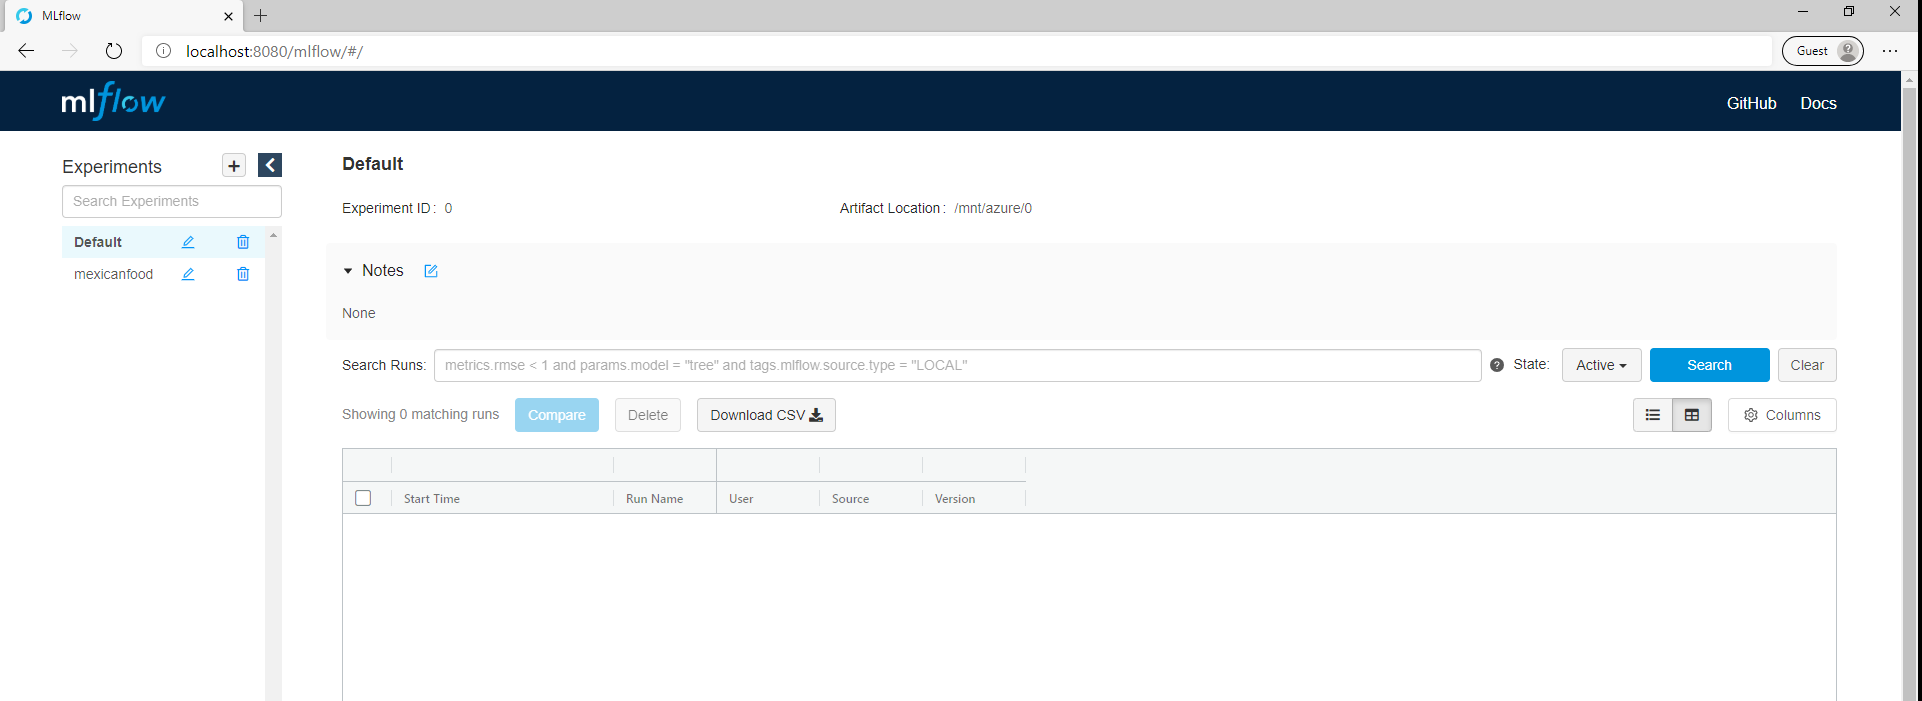 MLflow
localhost:8080/mlflow/#/
Guest
mlflow
GitHub Docs
Experiments
Search Experiments
Default
mexicanfood
Default
Experiment ID: 0
Artifact Location: /mnt/azure/0
Notes
None
Search Runs: metrics.rmse < 1 and params.model = "tree" and tags.mlflow.source.type = "LOCAL" State: Active Search Clear
Showing 0 matching runs Compare Delete Download CSV Columns
Start Time Run Name User Source Version